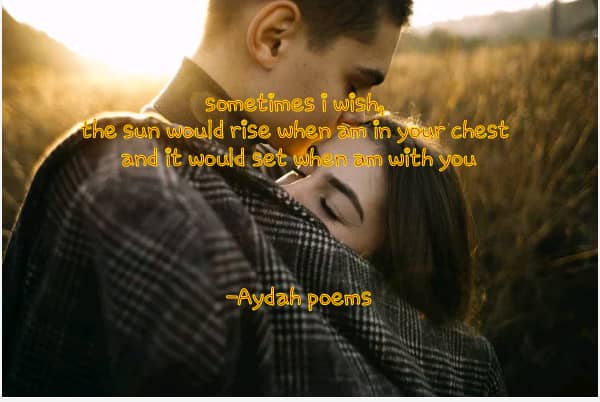 sometimes i wish,
the sun would rise when am in your chest
and it would set when am with you
-Aydah poems